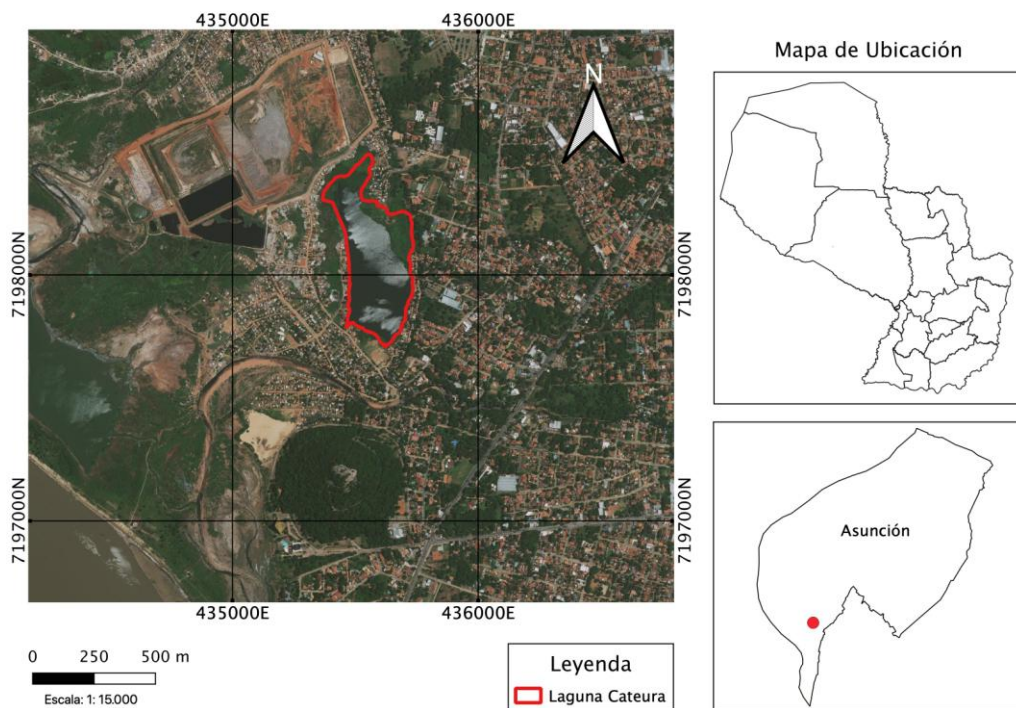 435000E
436000E
N
7198000N
7198000N
7197000N
7197000N
435000E
436000E
Mapa de Ubicación
Asunción
0 250 500 m
Escala: 1: 15.000
Leyenda
Laguna Cateura